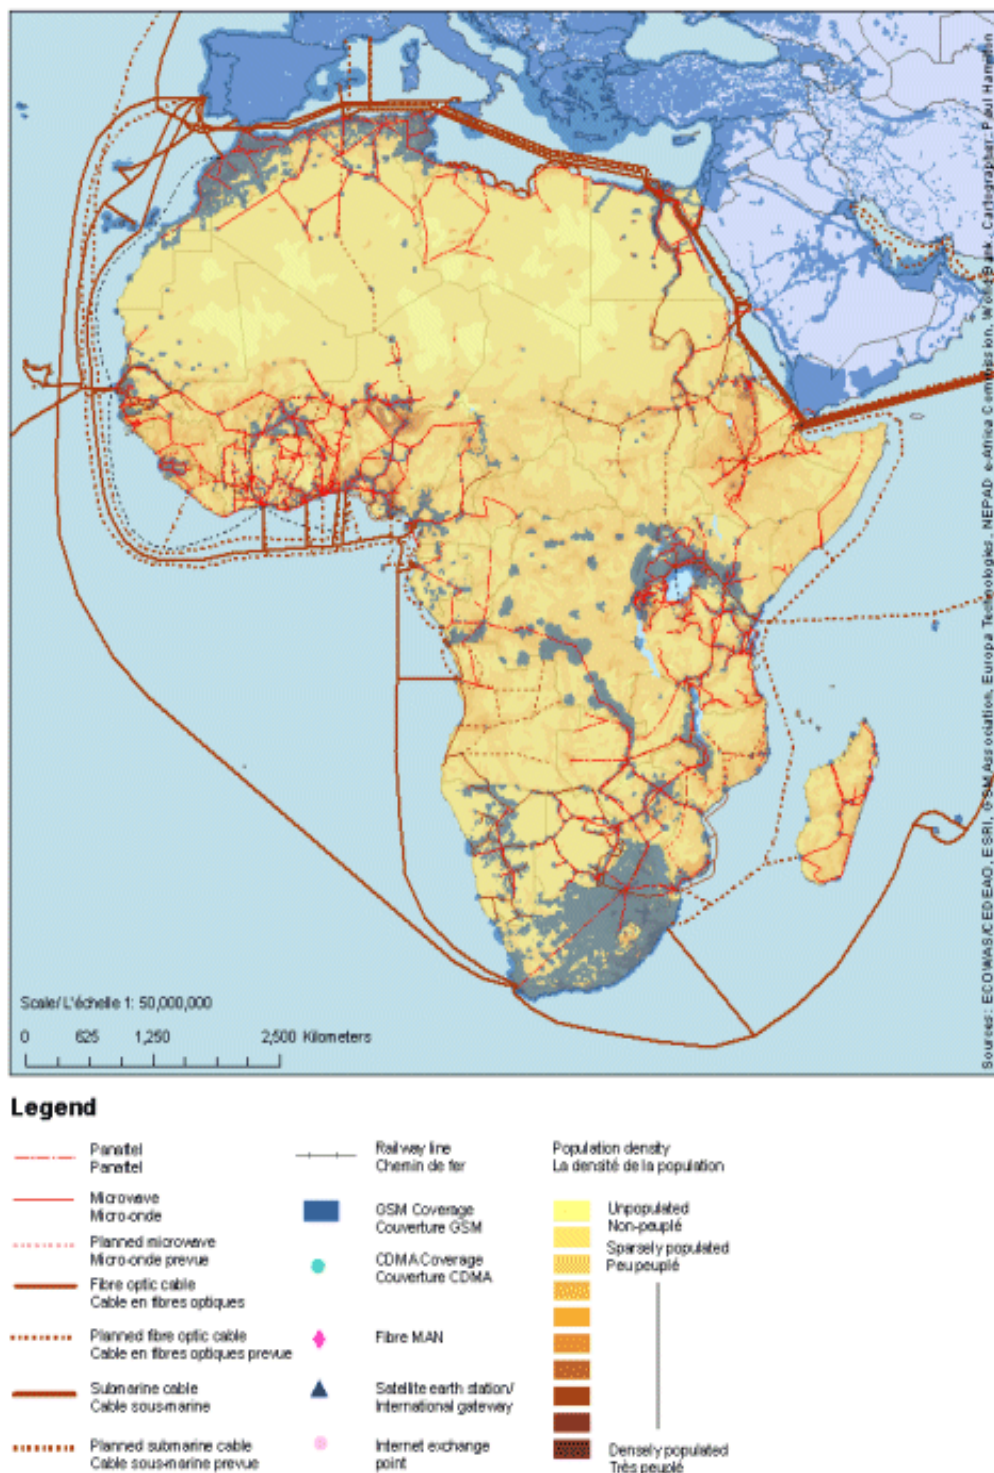 Sources: ECOWAS/CEDEAO, ESRI, GSM Association, Europa Technologies, NEPAD e-Africa Commission, World Bank, Cartographer: Paul Hamilton
Scale/ L'échelle 1: 50,000,000
0 625 1,250 2,500 Kilometers
Legend
Panaftel
Panaftel
Microwave
Micro-onde
Planned microwave
Micro-onde prevue
Fibre optic cable
Cable en fibres optiques
Planned fibre optic cable
Cable en fibres optiques prevue
Submarine cable
Cable sous-marine
Planned submarine cable
Cable sous-marine prevue
Railway line
Chemin de fer
GSM Coverage
Couverture GSM
CDMA Coverage
Couverture CDMA
Fibre MAN
Satellite earth station/
International gateway
Internet exchange
point
Population density
La densité de la population
Unpopulated
Non-peuplé
Sparsely populated
Peu peuplé
Densely populated
Très peuplé